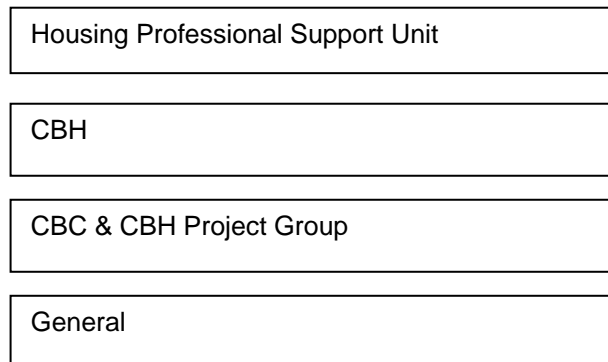 Housing Professional Support Unit
CBH
CBC & CBH Project Group
General